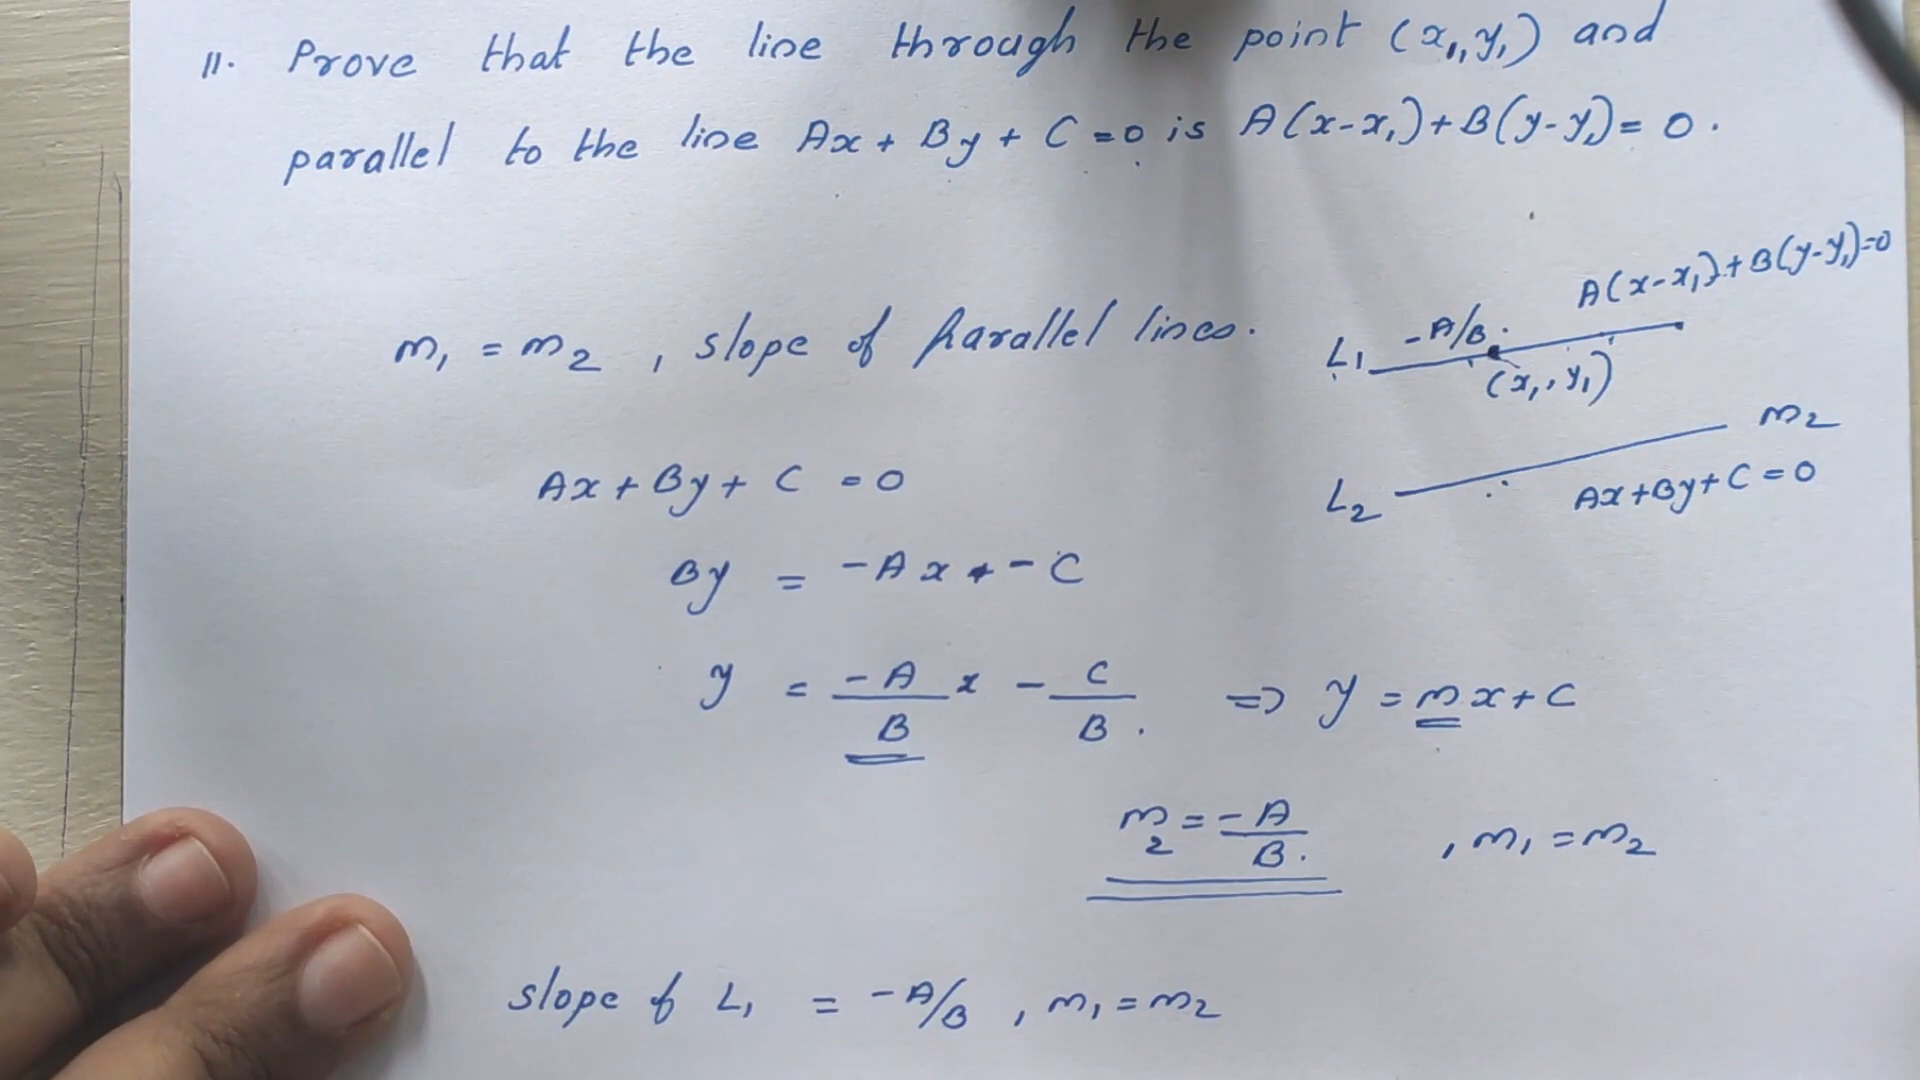 11. Prove that the line through the point (x₁, y₁) and
parallel to the line Ax + By + C = 0 is A(x-x₁)+B(y-y₁)= 0.
A(x-x₁)+B(y-y₁)=0
m₁ = m₂ , slope of parallel lines.
L₁ -A/B.
(x₁, y₁)
m₂
L₂
Ax+By+C=0
Ax + By + C = 0
By = -Ax - C
y = -A/B x - C/B. ⇒ y = mx + C
m₂ = -A/B. , m₁ = m₂
slope of L₁ = -A/B , m₁ = m₂